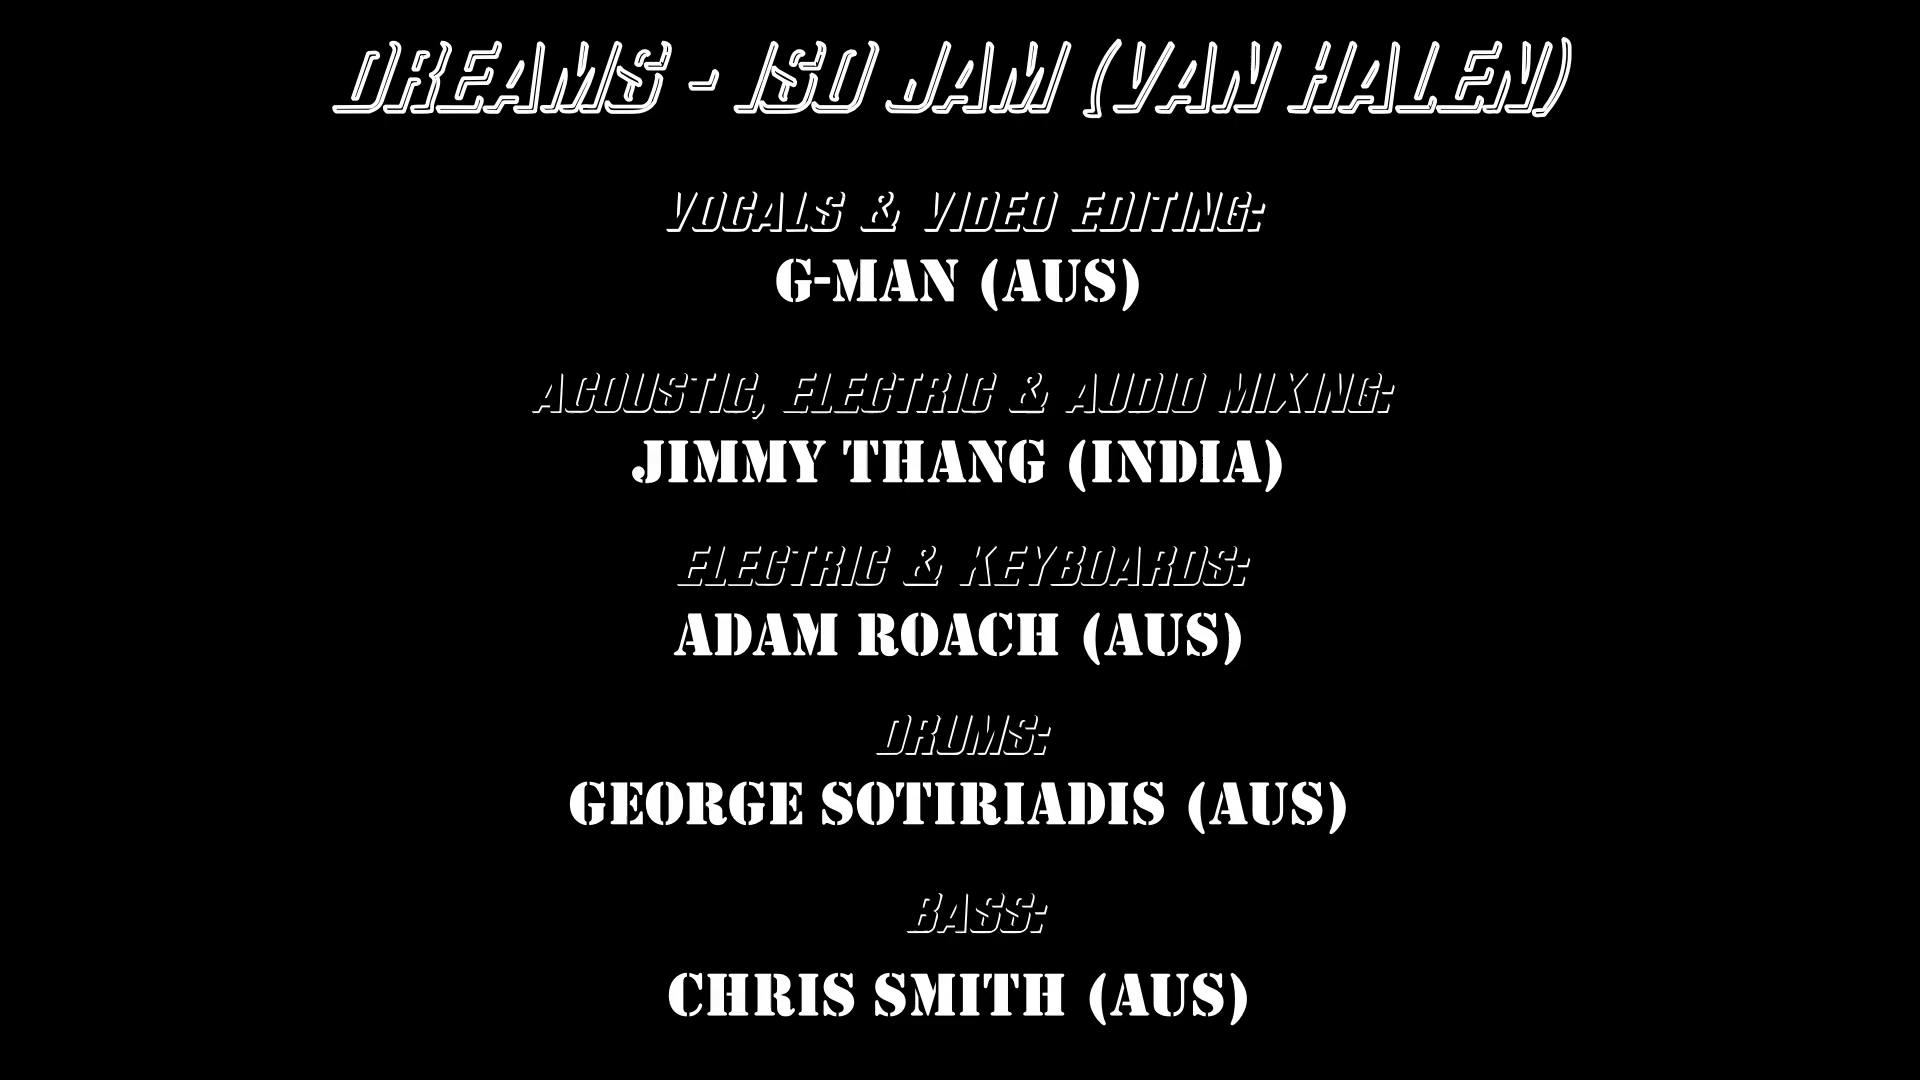 DREAMS - ISO JAM (VAN HALEN)
VOCALS & VIDEO EDITING:
G-MAN (AUS)
ACOUSTIC, ELECTRIC & AUDIO MIXING:
JIMMY THANG (INDIA)
ELECTRIC & KEYBOARDS:
ADAM ROACH (AUS)
DRUMS:
GEORGE SOTIRIADIS (AUS)
BASS:
CHRIS SMITH (AUS)